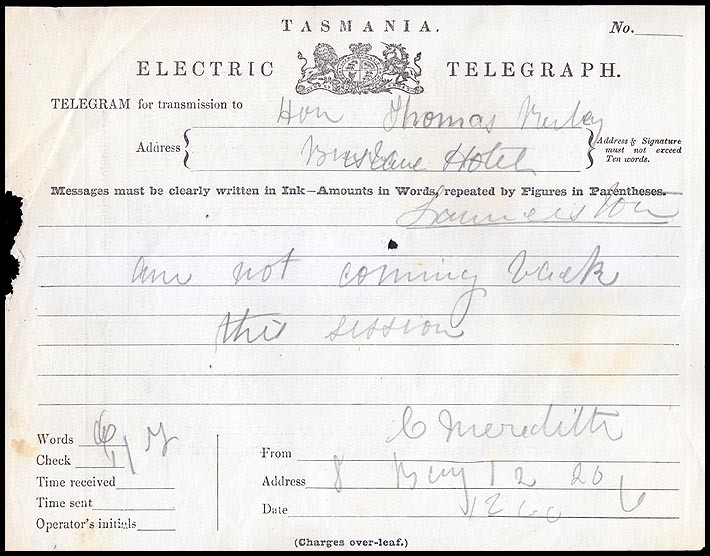 TASMANIA.
No.
ELECTRIC TELEGRAPH.
TELEGRAM for transmission to Hon Thomas
Address Brisbane Hotel
Address & Signature
must not exceed
Ten words.
Messages must be clearly written in Ink—Amounts in Words, repeated by Figures in Parentheses.
Launceston
am not coming back
this session
Words
Check
Time received
Time sent
Operator's initials
From C Meredith
Address 8
Date
(Charges over-leaf.)